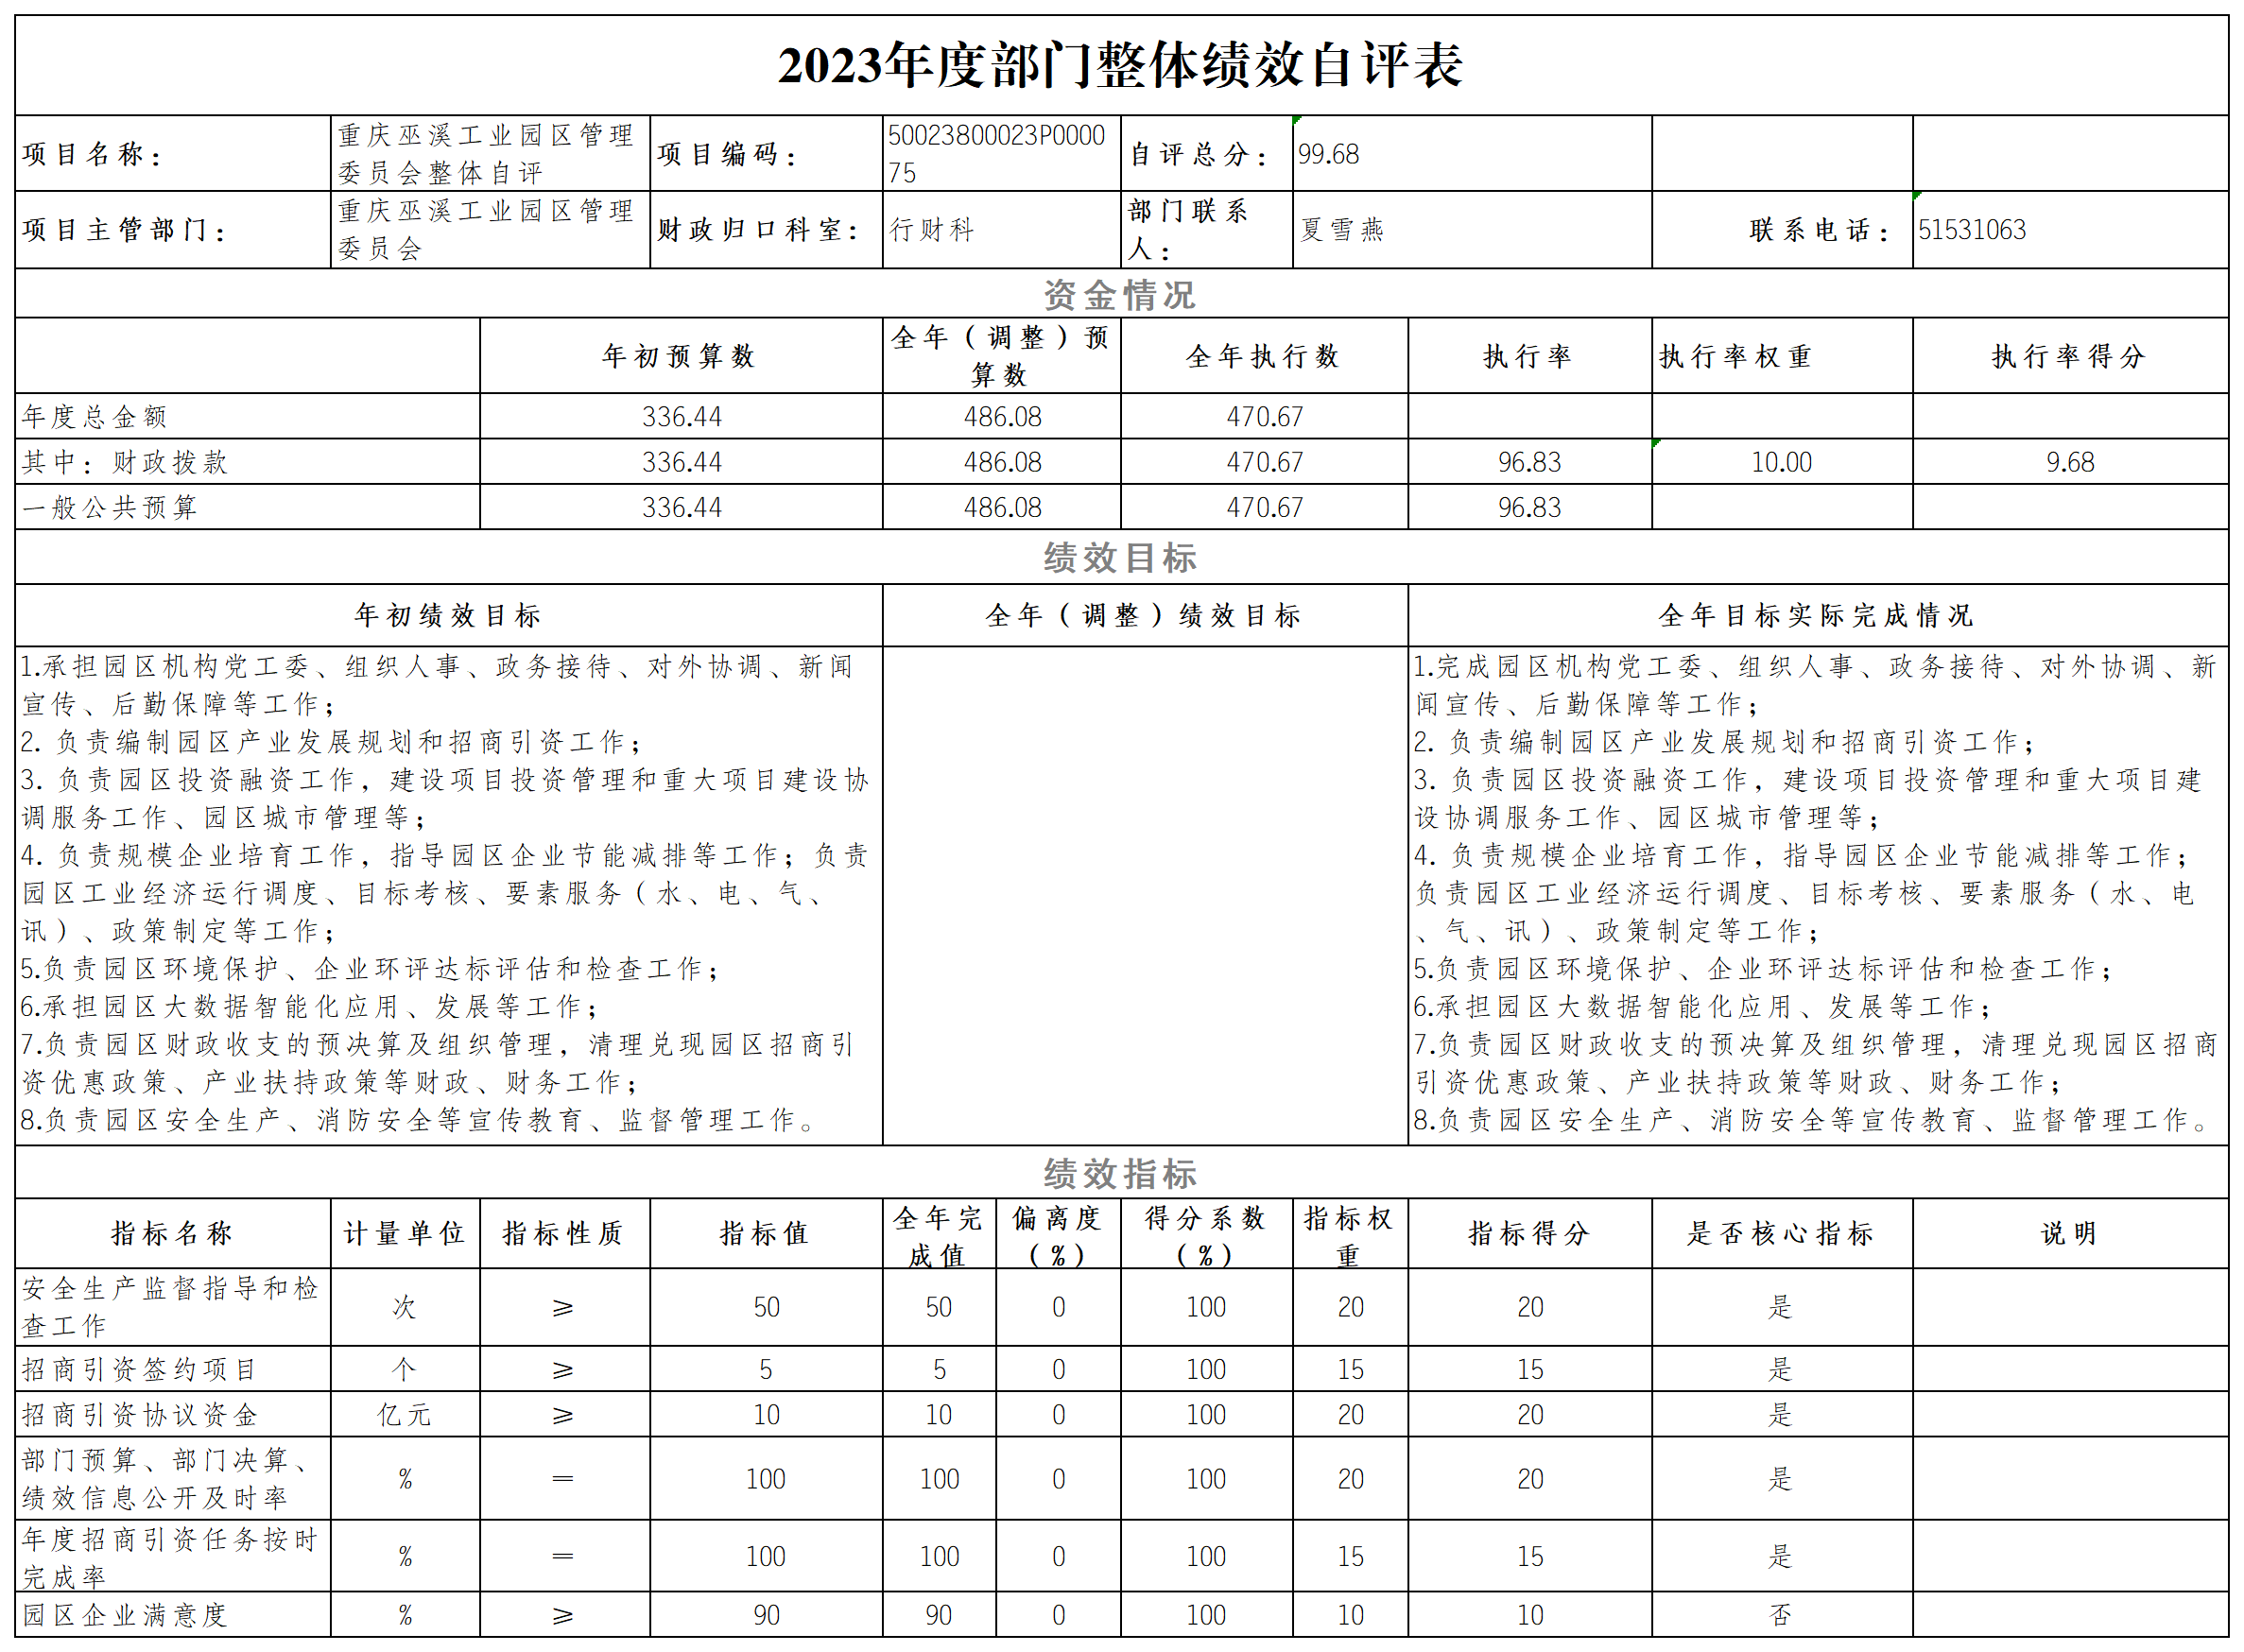 2023年度部门整体绩效自评表
项目名称：
重庆巫溪工业园区管理
委员会整体自评
项目编码：
50023800023P0000
75
自评总分：
99.68
项目主管部门：
重庆巫溪工业园区管理
委员会
财政归口科室：
行财科
部门联系
人：
夏雪燕
联系电话：
51531063
资金情况
年初预算数
全年（调整）预
算数
全年执行数
执行率
执行率权重
执行率得分
年度总金额 336.44 486.08 470.67
其中：财政拨款 336.44 486.08 470.67 96.83 10.00 9.68
一般公共预算 336.44 486.08 470.67 96.83
绩效目标
年初绩效目标
全年（调整）绩效目标
全年目标实际完成情况
1.承担园区机构党工委、组织人事、政务接待、对外协调、新闻
宣传、后勤保障等工作；
2. 负责编制园区产业发展规划和招商引资工作；
3. 负责园区投资融资工作，建设项目投资管理和重大项目建设协
调服务工作、园区城市管理等；
4. 负责规模企业培育工作，指导园区企业节能减排等工作；负责
园区工业经济运行调度、目标考核、要素服务（水、电、气、
讯）、政策制定等工作；
5.负责园区环境保护、企业环评达标评估和检查工作；
6.承担园区大数据智能化应用、发展等工作；
7.负责园区财政收支的预决算及组织管理，清理兑现园区招商引
资优惠政策、产业扶持政策等财政、财务工作；
8.负责园区安全生产、消防安全等宣传教育、监督管理工作。
1.完成园区机构党工委、组织人事、政务接待、对外协调、新
闻宣传、后勤保障等工作；
2. 负责编制园区产业发展规划和招商引资工作；
3. 负责园区投资融资工作，建设项目投资管理和重大项目建
设协调服务工作、园区城市管理等；
4. 负责规模企业培育工作，指导园区企业节能减排等工作；
负责园区工业经济运行调度、目标考核、要素服务（水、电
、气、讯）、政策制定等工作；
5.负责园区环境保护、企业环评达标评估和检查工作；
6.承担园区大数据智能化应用、发展等工作；
7.负责园区财政收支的预决算及组织管理，清理兑现园区招商
引资优惠政策、产业扶持政策等财政、财务工作；
8.负责园区安全生产、消防安全等宣传教育、监督管理工作。
绩效指标
指标名称
计量单位
指标性质
指标值
全年完
成值
偏离度
（%）
得分系数
（%）
指标权
重
指标得分
是否核心指标
说明
安全生产监督指导和检
查工作
次 ≥ 50 50 0 100 20 20 是
招商引资签约项目 个 ≥ 5 5 0 100 15 15 是
招商引资协议资金 亿元 ≥ 10 10 0 100 20 20 是
部门预算、部门决算、
绩效信息公开及时率
% ＝ 100 100 0 100 20 20 是
年度招商引资任务按时
完成率
% ＝ 100 100 0 100 15 15 是
园区企业满意度 % ≥ 90 90 0 100 10 10 否